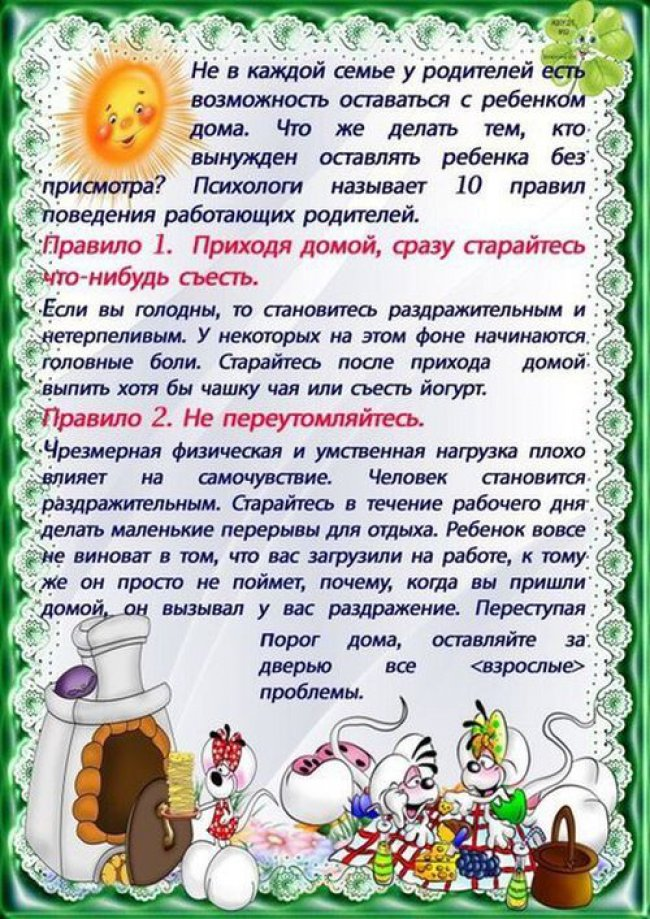 Не в каждой семье у родителей есть
возможность оставаться с ребенком
дома. Что же делать тем, кто
вынужден оставлять ребенка без
присмотра? Психологи называет 10 правил
поведения работающих родителей.
Правило 1. Приходя домой, сразу старайтесь
что-нибудь съесть.
Если вы голодны, то становитесь раздражительным и
нетерпеливым. У некоторых на этом фоне начинаются
головные боли. Старайтесь после прихода домой
выпить хотя бы чашку чая или съесть йогурт.
Правило 2. Не переутомляйтесь.
Чрезмерная физическая и умственная нагрузка плохо
влияет на самочувствие. Человек становится
раздражительным. Старайтесь в течение рабочего дня
делать маленькие перерывы для отдыха. Ребенок вовсе
не виноват в том, что вас загрузили на работе, к тому
же он просто не поймет, почему, когда вы пришли
домой, он вызывал у вас раздражение. Переступая
порог дома, оставляйте за
дверью все <взрослые>
проблемы.